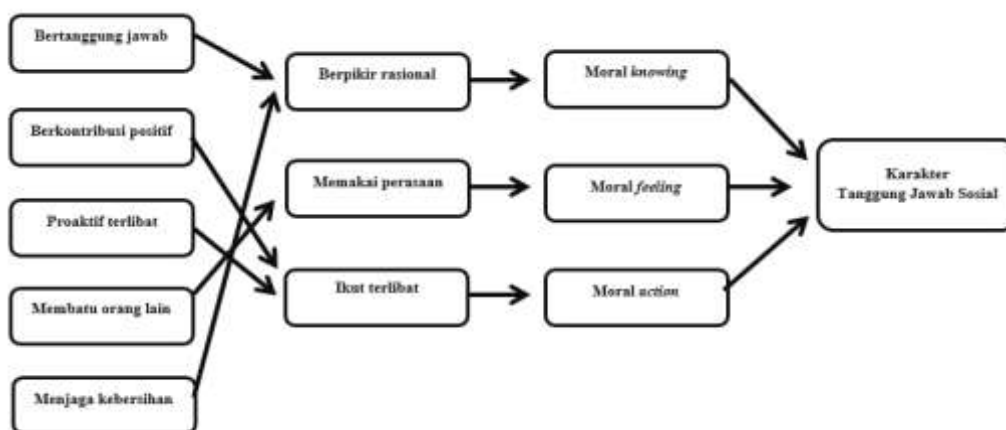 Bertanggung jawab
Berkontribusi positif
Proaktif terlibat
Membatu orang lain
Menjaga kebersihan
Berpikir rasional
Memakai perasaan
Ikut terlibat
Moral knowing
Moral feeling
Moral action
Karakter
Tanggung Jawab Sosial